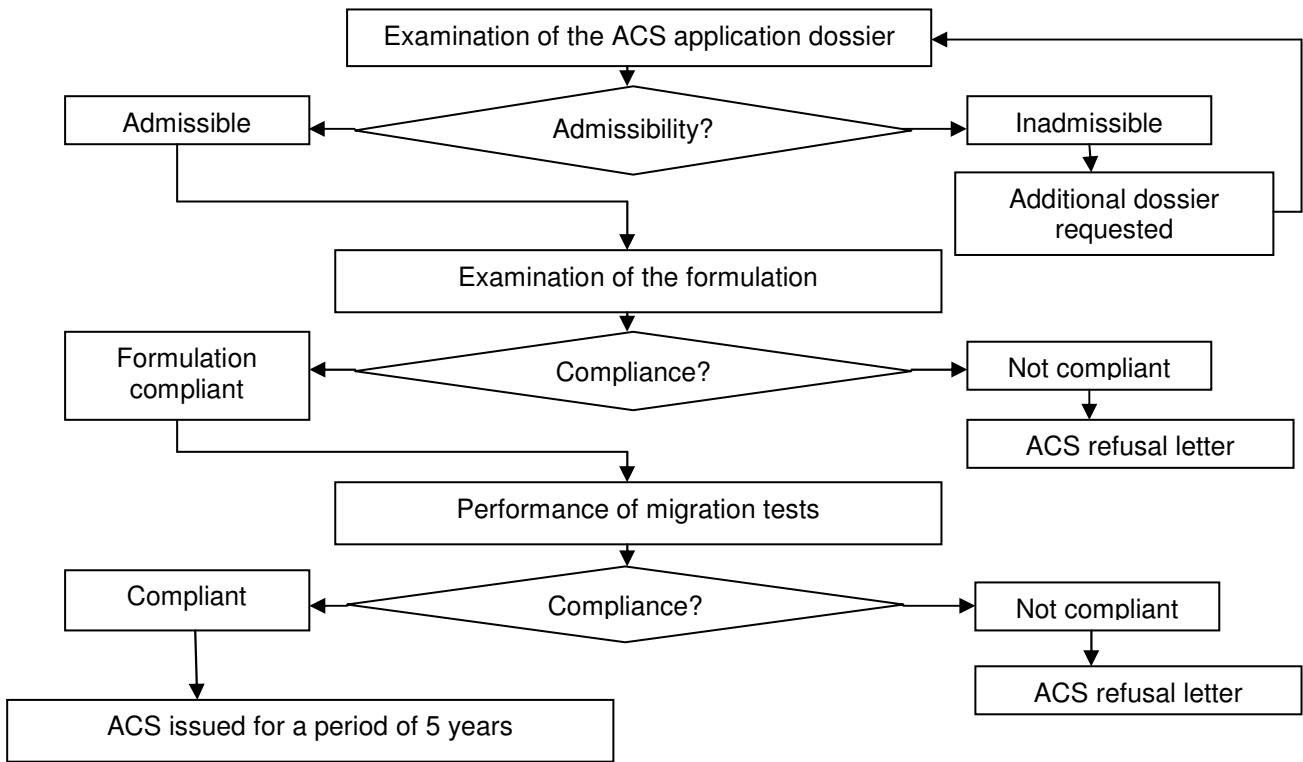 Examination of the ACS application dossier
Admissible
Admissibility?
Inadmissible
Additional dossier
requested
Examination of the formulation
Formulation
compliant
Compliance?
Not compliant
ACS refusal letter
Performance of migration tests
Compliant
Compliance?
Not compliant
ACS refusal letter
ACS issued for a period of 5 years